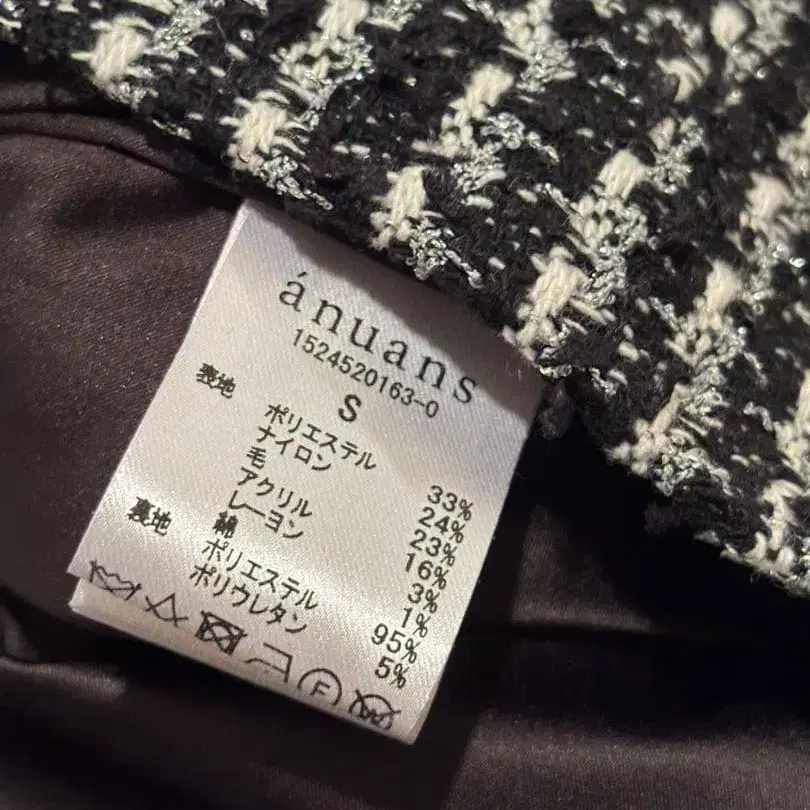 ánuans
1524520163-0
S
表地 ポリエステル 33%
ナイロン 24%
毛 23%
アクリル 16%
レーヨン 3%
綿 1%
裏地 ポリエステル 95%
ポリウレタン 5%
F
W